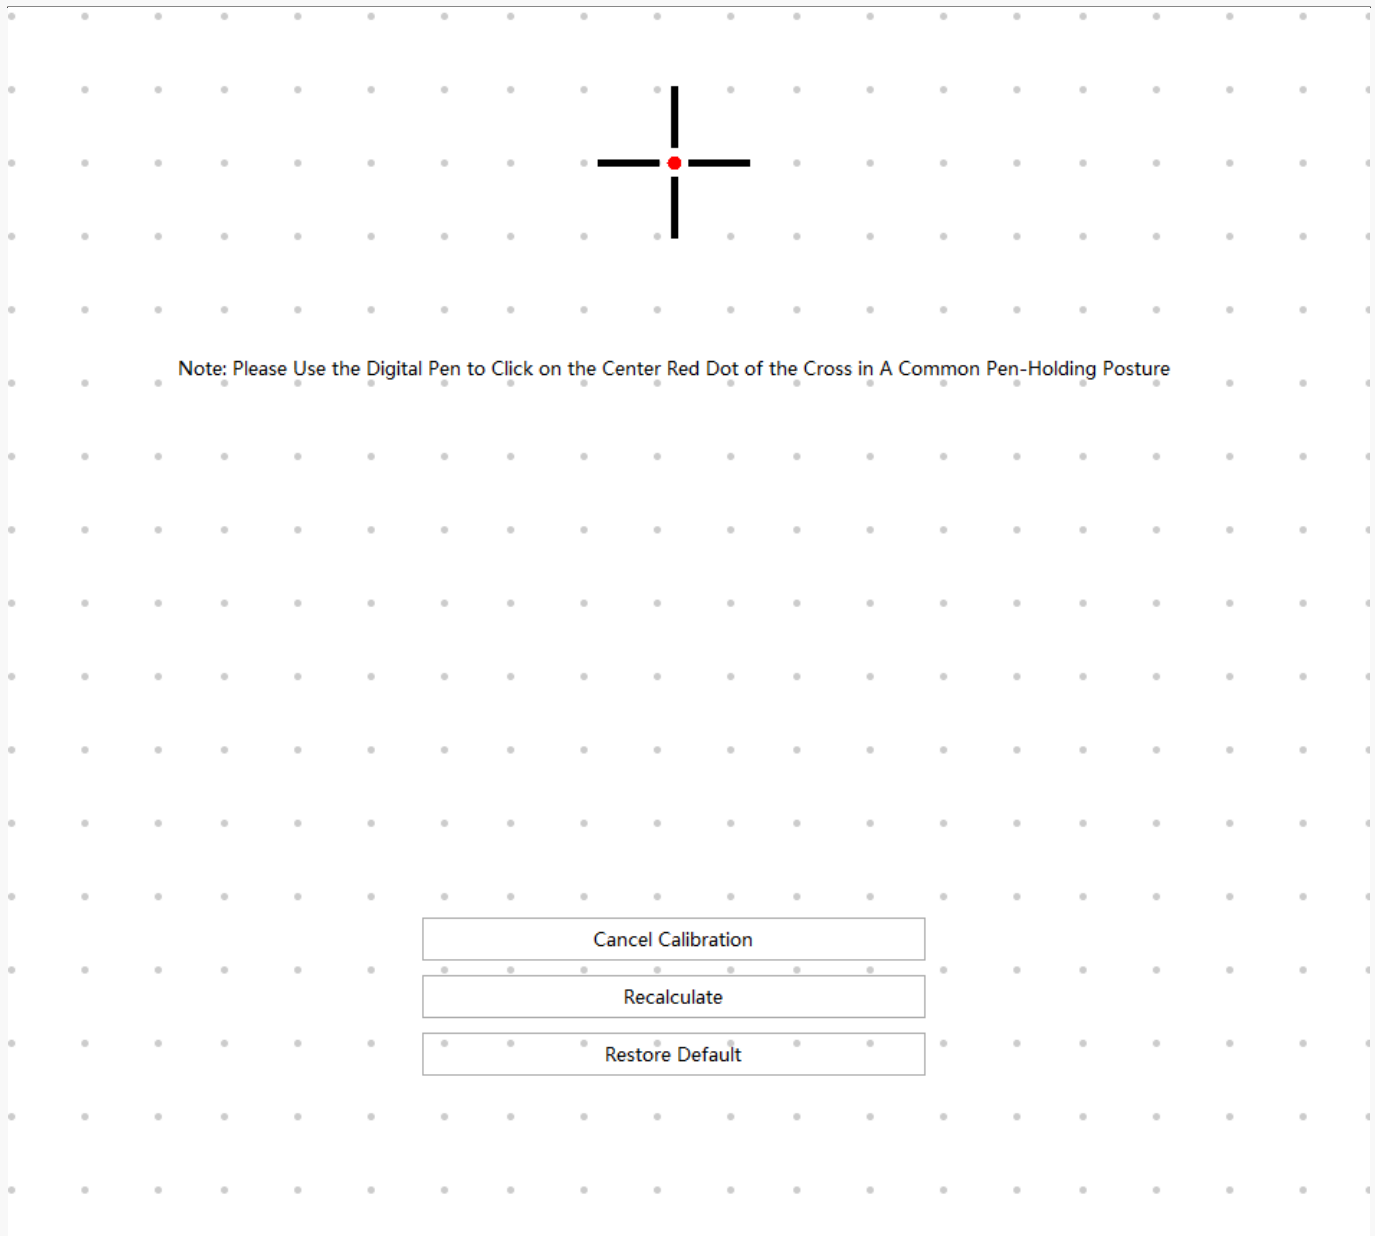 Note: Please Use the Digital Pen to Click on the Center Red Dot of the Cross in A Common Pen-Holding Posture
Cancel Calibration
Recalculate
Restore Default